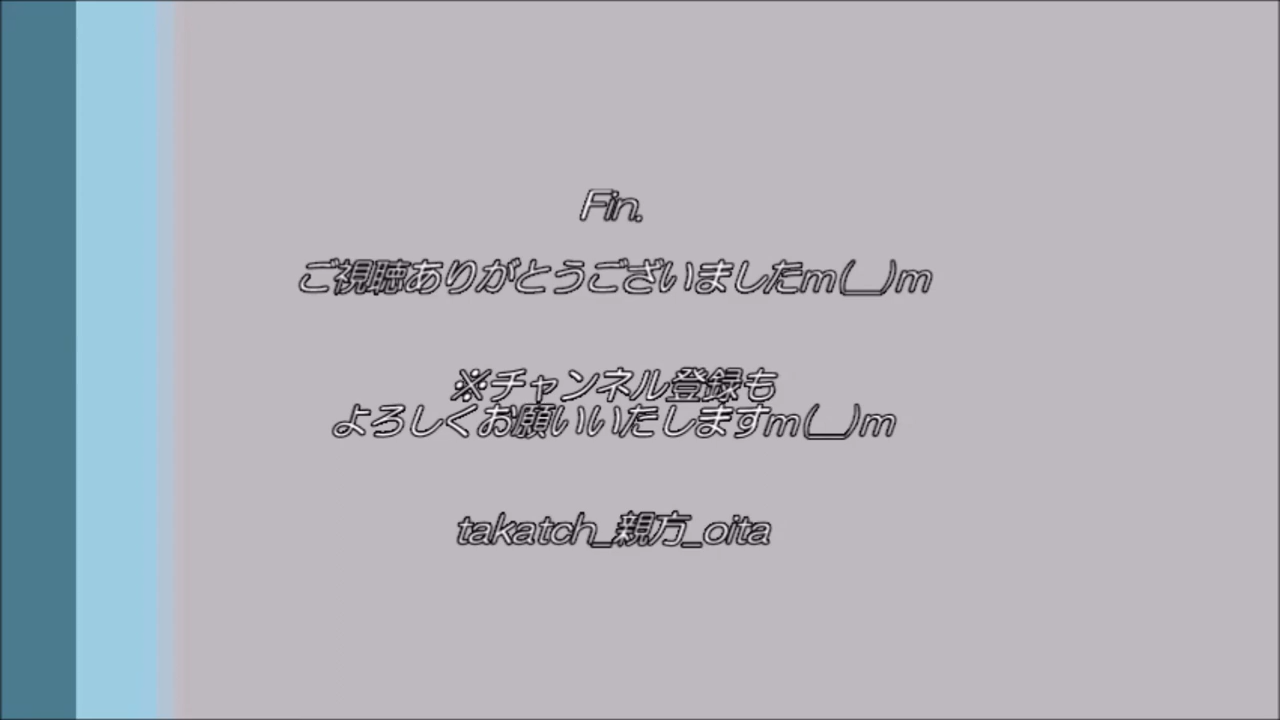 Fin.
ご視聴ありがとうございましたm(__)m
※チャンネル登録も
よろしくお願いいたしますm(__)m
takatch_親方_oita